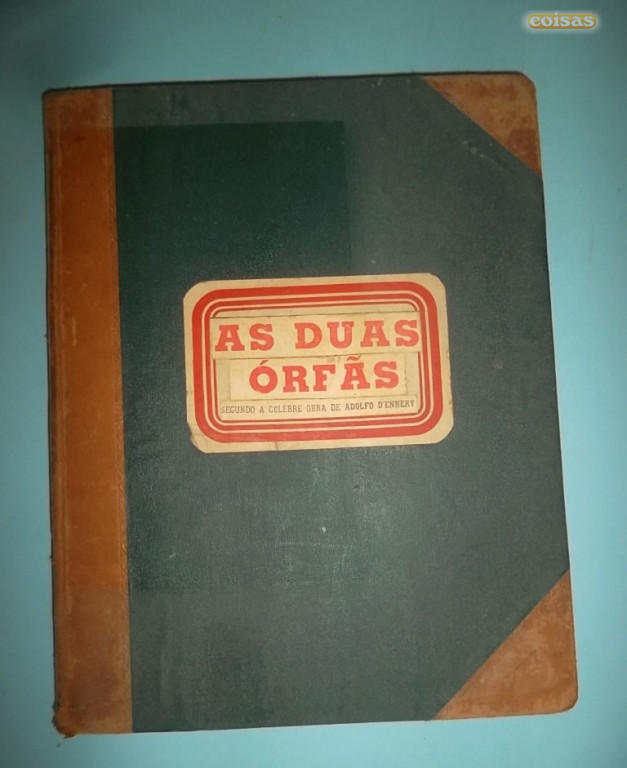 coisas
AS DUAS
ÓRFÃS
SEGUNDO A CELEBRE OBRA DE ADOLFO D'ENNERY